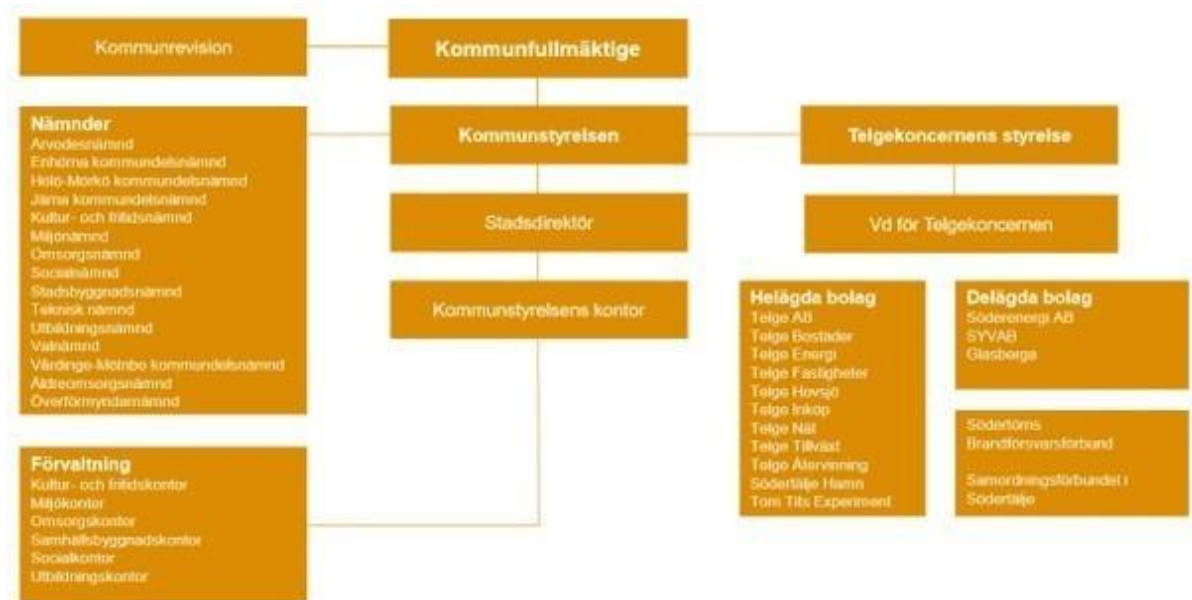 Kommunrevision
Kommunfullmäktige
Nämnder
Arvodesnämnd
Enhörna kommundelsnämnd
Hölö-Mörkö kommundelsnämnd
Järna kommundelsnämnd
Kultur- och fritidsnämnd
Miljönämnd
Omsorgsnämnd
Socialnämnd
Stadsbyggnadsnämnd
Teknisk nämnd
Utbildningsnämnd
Valnämnd
Vårdinge-Mölnbo kommundelsnämnd
Äldreomsorgsnämnd
Överförmyndarnämnd
Kommunstyrelsen
Telgekoncernens styrelse
Stadsdirektör
Vd för Telgekoncernen
Kommunstyrelsens kontor
Helägda bolag
Telge AB
Telge Bostäder
Telge Energi
Telge Fastigheter
Telge Hovsjö
Telge Inköp
Telge Nät
Telge Tillväxt
Telge Återvinning
Södertälje Hamn
Tom Tits Experiment
Delägda bolag
Söderenergi AB
SYVAB
Glasberga
Södertörns
Brandförsvarsförbund
Samordningsförbundet i
Södertälje
Förvaltning
Kultur- och fritidskontor
Miljökontor
Omsorgskontor
Samhällsbyggnadskontor
Socialkontor
Utbildningskontor